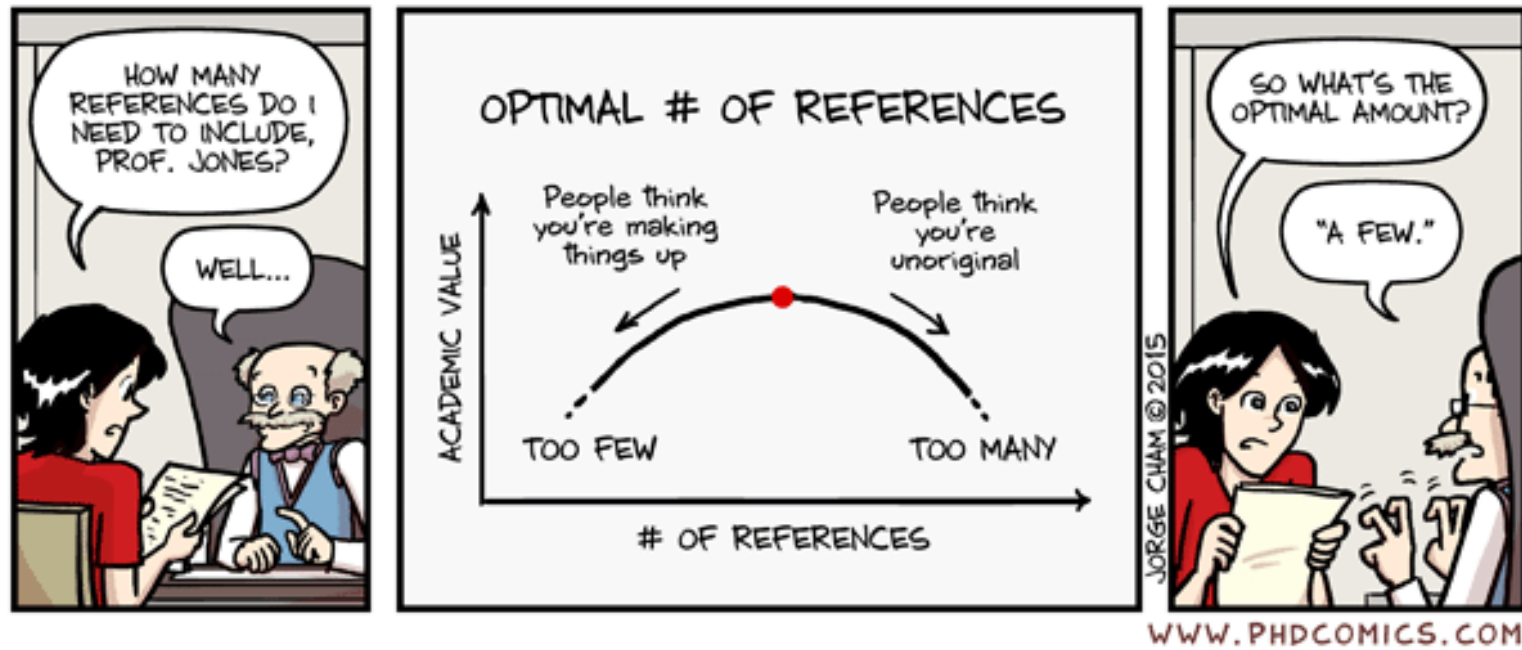 HOW MANY
REFERENCES DO I
NEED TO INCLUDE,
PROF. JONES?
WELL...
OPTIMAL # OF REFERENCES
People think
you're making
things up
People think
you're
unoriginal
ACADEMIC VALUE
TOO FEW
TOO MANY
# OF REFERENCES
SO WHAT'S THE
OPTIMAL AMOUNT?
"A FEW."
JORGE CHAM © 2015
WWW.PHDCOMICS.COM